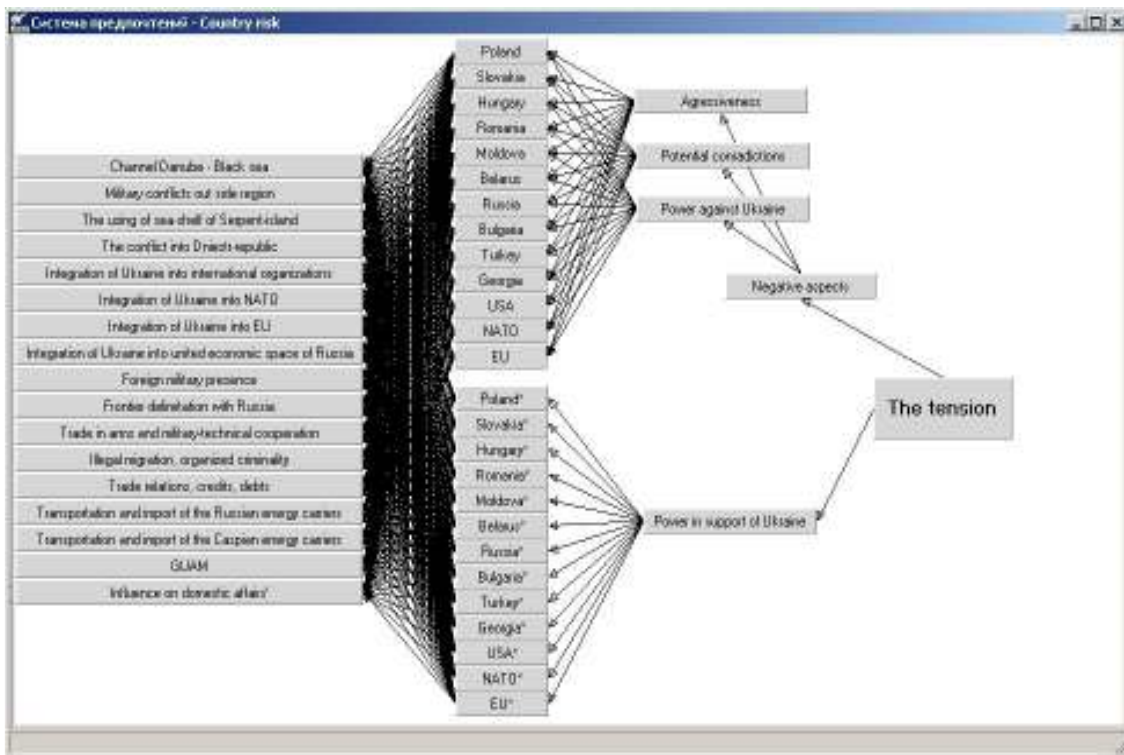 Система предпочтений - Country risk
Channel Danube - Black sea
Military conflicts out side region
The using of sea-shelf of Serpent-island
The conflict into Dniestr-republic
Integration of Ukraine into international organizations
Integration of Ukraine into NATO
Integration of Ukraine into EU
Integration of Ukraine into united economic space of Russia
Foreign military presence
Frontier delimitation with Russia
Trade in arms and military-technical cooperation
Illegal migration, organized criminality
Trade relations, credits, debts
Transportation and import of the Russian energy carriers
Transportation and import of the Caspian energy carriers
GUAM
Influence on domestic affairs*
Poland
Slovakia
Hungary
Romania
Moldova
Belarus
Russia
Bulgaria
Turkey
Georgia
USA
NATO
EU
Poland*
Slovakia*
Hungary*
Romania*
Moldova*
Belarus*
Russia*
Bulgaria*
Turkey*
Georgia*
USA*
NATO*
EU*
Agressiveness
Potential
Power against Ukraine
Negative aspects
The tension
Power in support of Ukraine